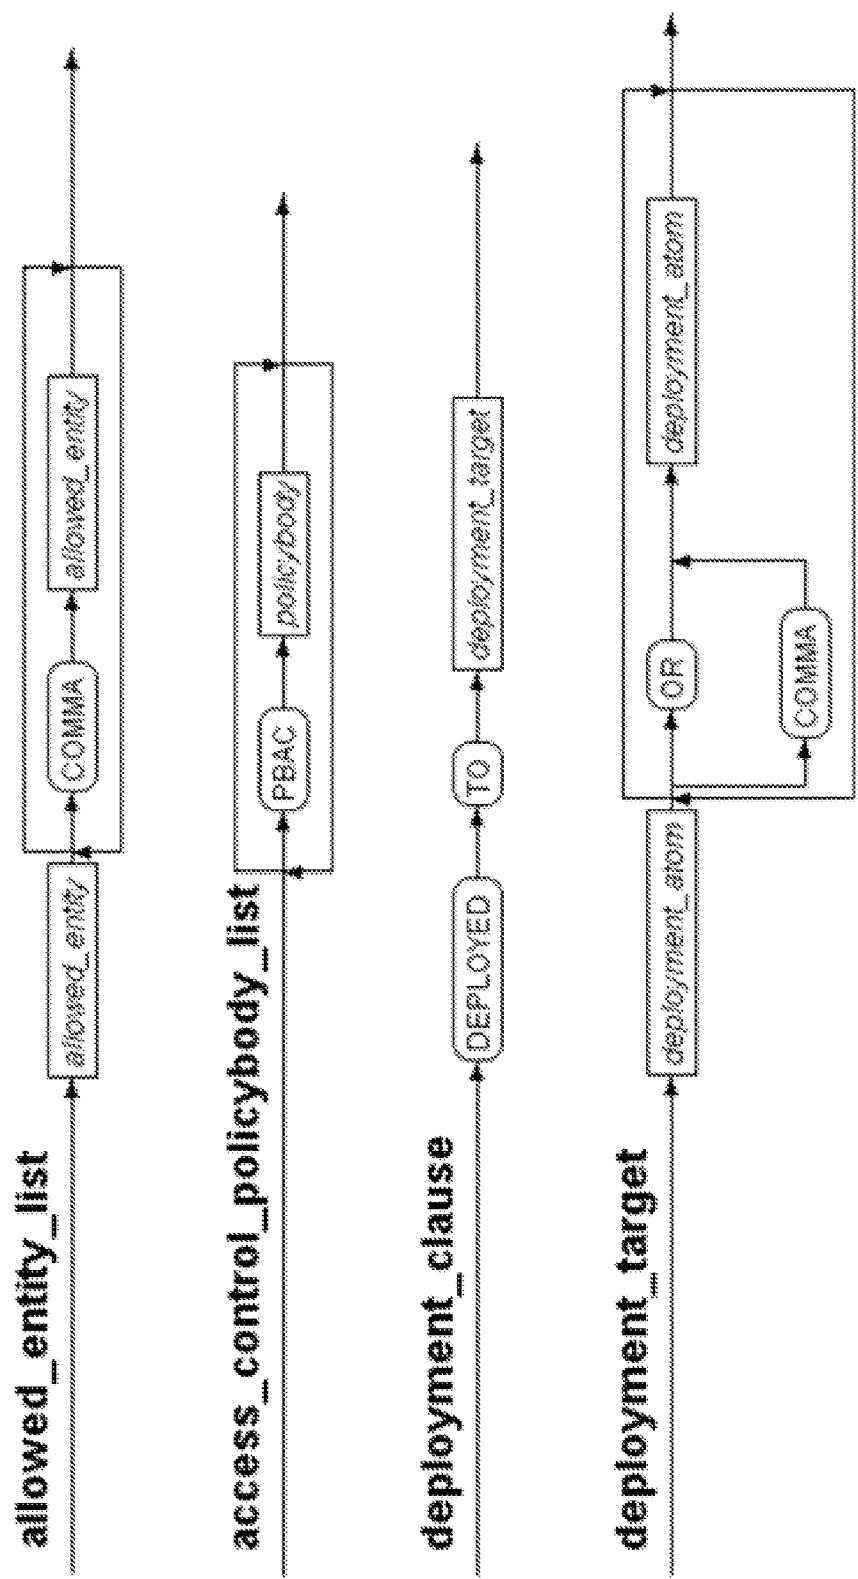 allowed_entity_list
allowed_entity
COMMA
allowed_entity
access_control_policybody_list
PBAC
policybody
deployment_clause
DEPLOYED
TO
deployment_target
deployment_target
deployment_atom
OR
deployment_atom
COMMA